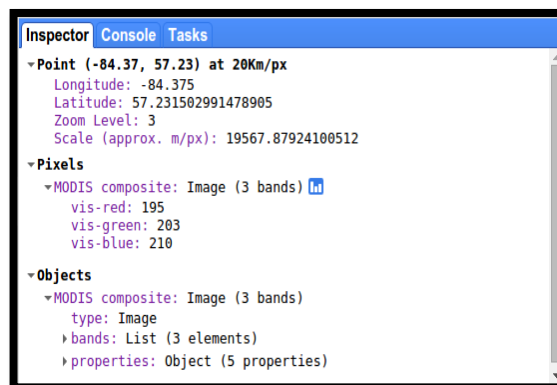 Inspector Console Tasks
Point (-84.37, 57.23) at 20Km/px
Longitude: -84.375
Latitude: 57.231502991478905
Zoom Level: 3
Scale (approx. m/px): 19567.87924100512
Pixels
MODIS composite: Image (3 bands)
vis-red: 195
vis-green: 203
vis-blue: 210
Objects
MODIS composite: Image (3 bands)
type: Image
bands: List (3 elements)
properties: Object (5 properties)